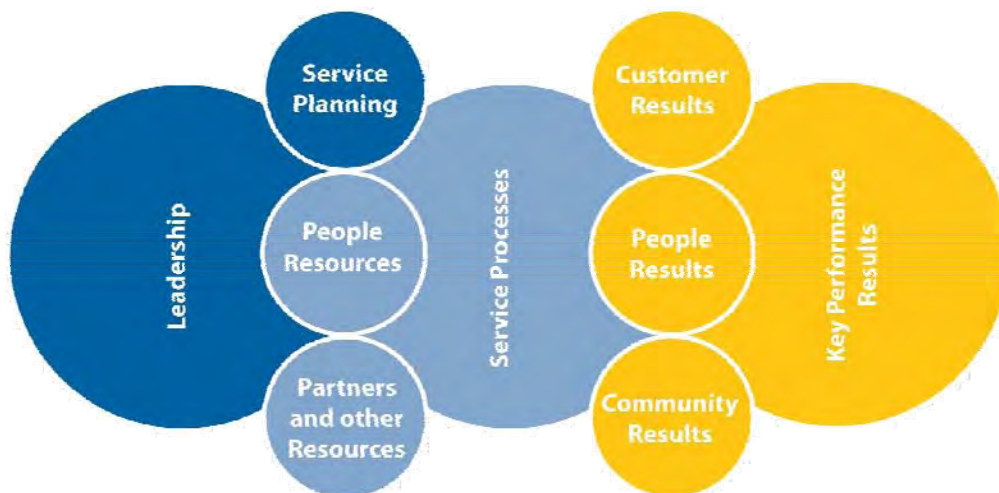 Leadership
Service
Planning
People
Resources
Partners
and other
Resources
Service Processes
Customer
Results
People
Results
Community
Results
Key Performance
Results